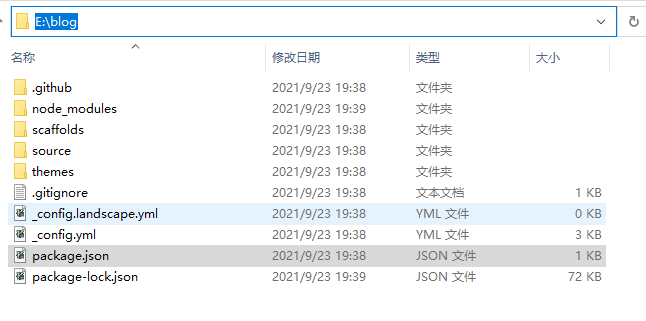 E:\blog
名称 修改日期 类型 大小
.github 2021/9/23 19:38 文件夹
node_modules 2021/9/23 19:39 文件夹
scaffolds 2021/9/23 19:38 文件夹
source 2021/9/23 19:38 文件夹
themes 2021/9/23 19:38 文件夹
.gitignore 2021/9/23 19:38 文本文档 1 KB
_config.landscape.yml 2021/9/23 19:38 YML 文件 0 KB
_config.yml 2021/9/23 19:38 YML 文件 3 KB
package.json 2021/9/23 19:38 JSON 文件 1 KB
package-lock.json 2021/9/23 19:39 JSON 文件 72 KB